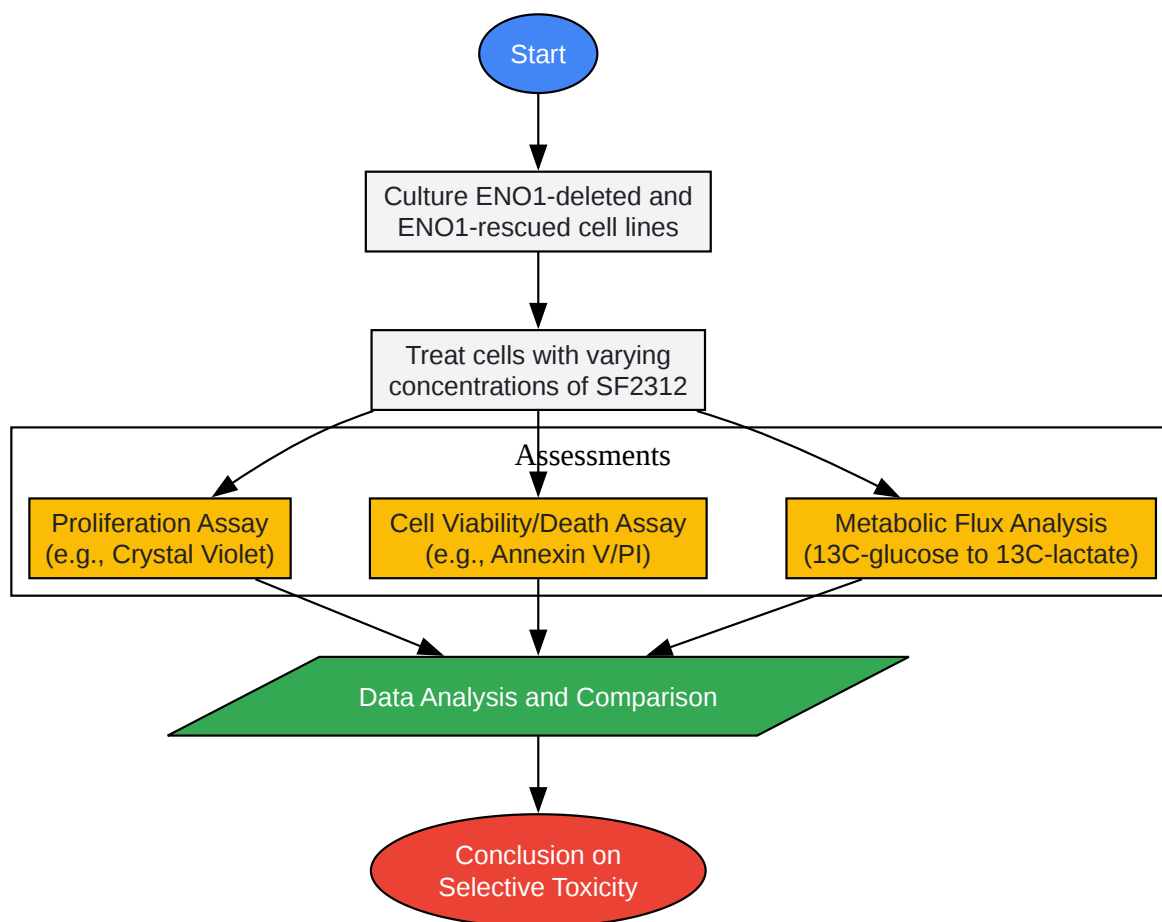 Start
Culture ENO1-deleted and
ENO1-rescued cell lines
Treat cells with varying
concentrations of SF2312
Assessments
Proliferation Assay
(e.g., Crystal Violet)
Cell Viability/Death Assay
(e.g., Annexin V/PI)
Metabolic Flux Analysis
(13C-glucose to 13C-lactate)
Data Analysis and Comparison
Conclusion on
Selective Toxicity